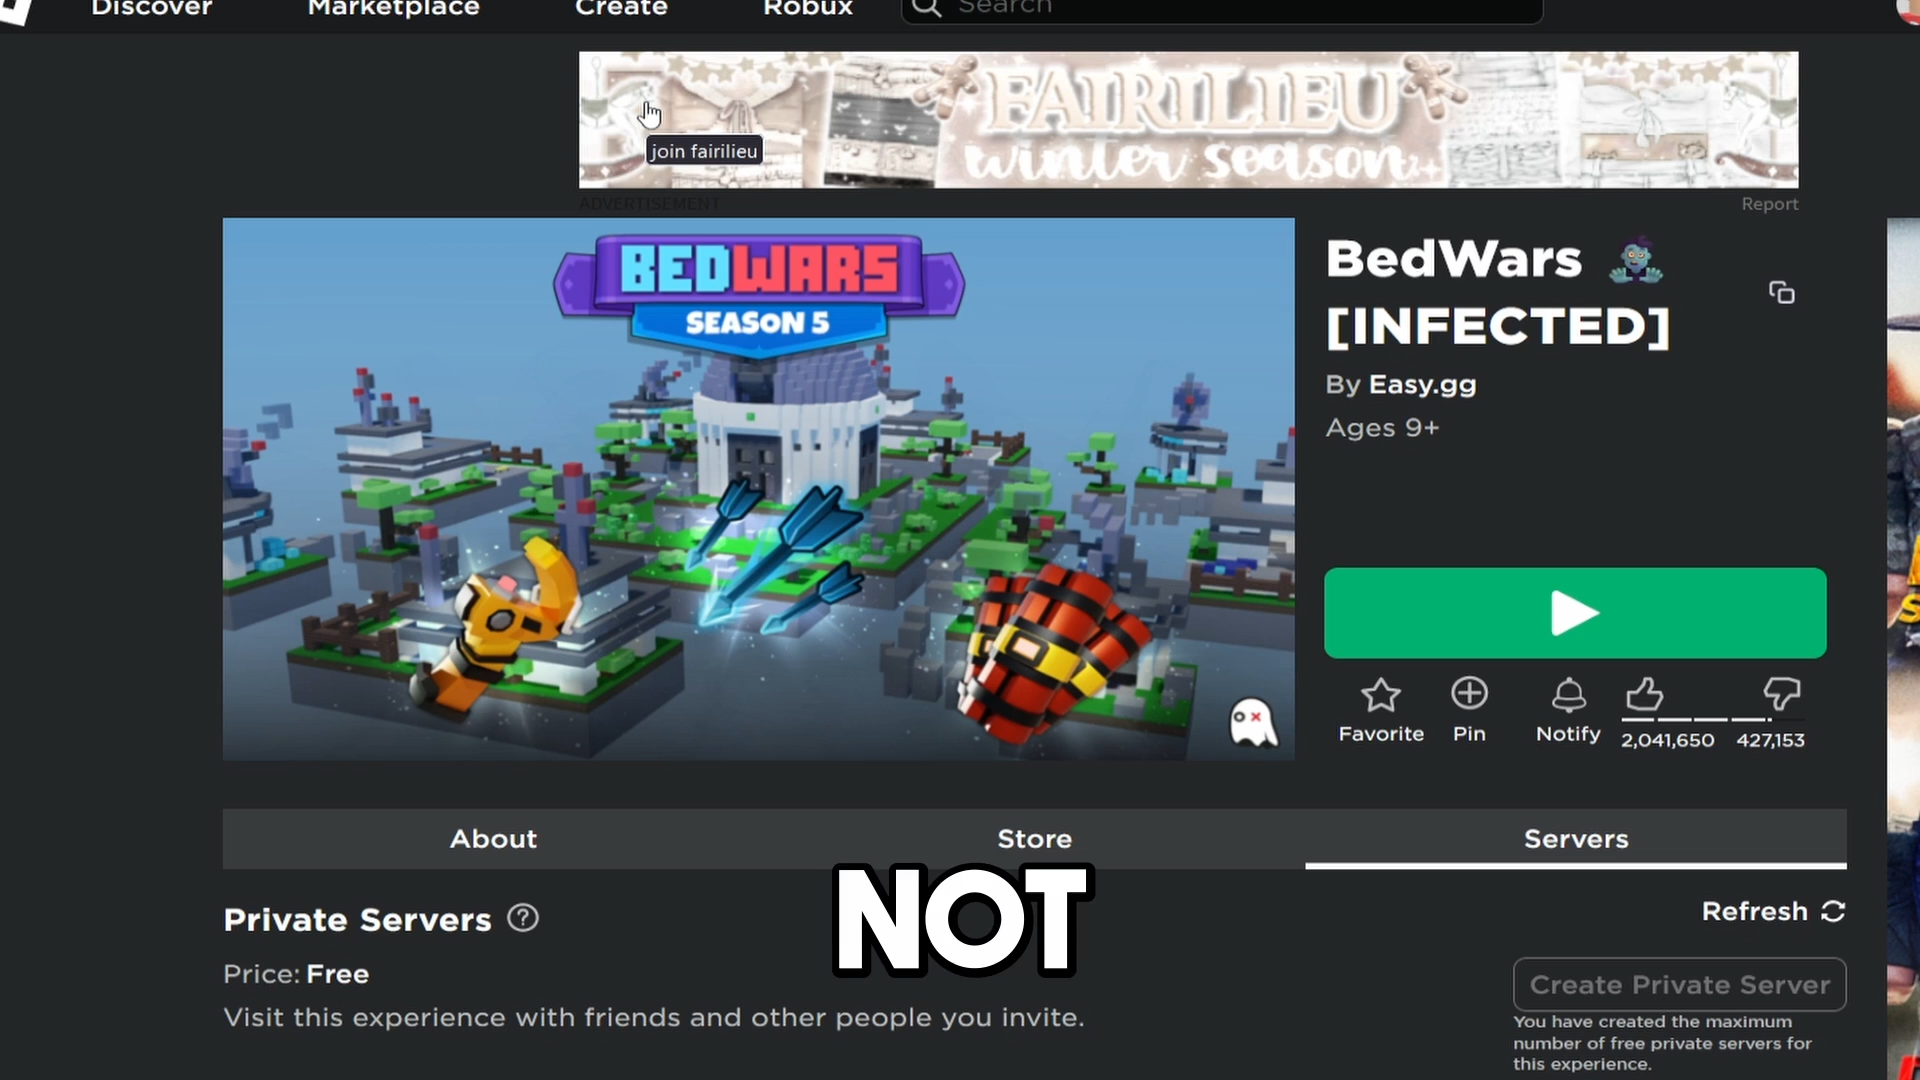 Discover Marketplace Create Robux Search
FAIRILIEU
winter season
join fairilieu
ADVERTISEMENT Report
BEDWARS
SEASON 5
BedWars
[INFECTED]
By Easy.gg
Ages 9+
Favorite Pin Notify 2,041,650 427,153
About Store Servers
NOT
Private Servers ?
Refresh
Price: Free
Visit this experience with friends and other people you invite.
Create Private Server
You have created the maximum
number of free private servers for
this experience.